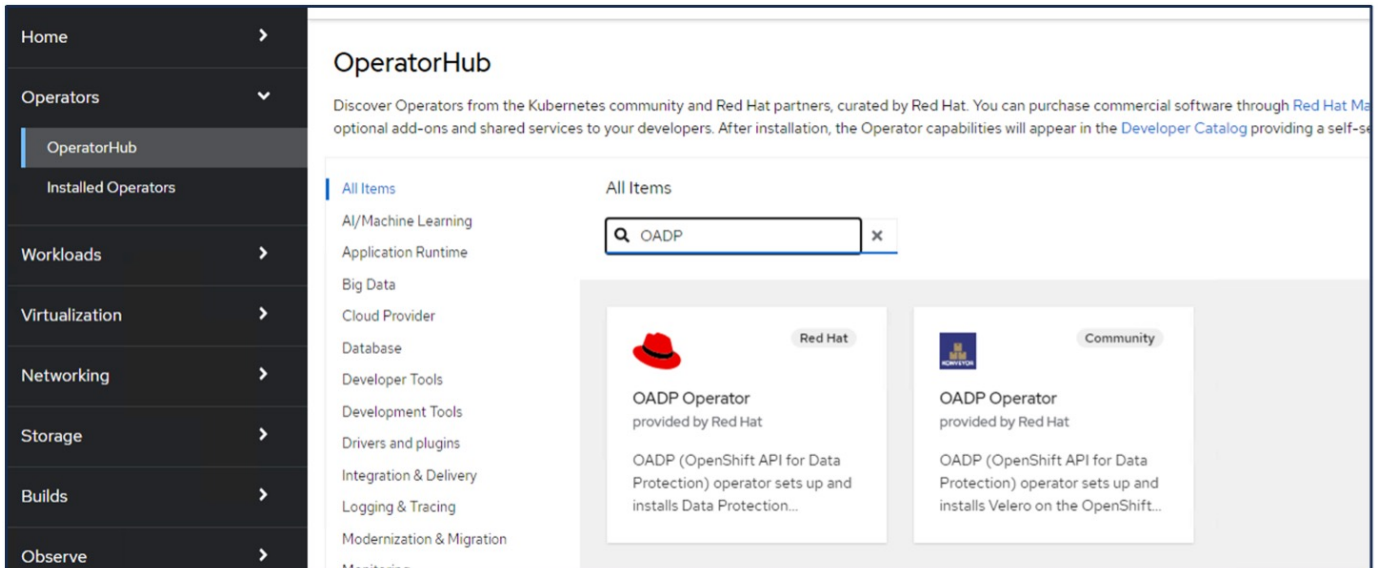 Home
Operators
OperatorHub
Installed Operators
Workloads
Virtualization
Networking
Storage
Builds
Observe
OperatorHub
Discover Operators from the Kubernetes community and Red Hat partners, curated by Red Hat. You can purchase commercial software through Red Hat Ma
optional add-ons and shared services to your developers. After installation, the Operator capabilities will appear in the Developer Catalog providing a self-se
All Items
AI/Machine Learning
Application Runtime
Big Data
Cloud Provider
Database
Developer Tools
Development Tools
Drivers and plugins
Integration & Delivery
Logging & Tracing
Modernization & Migration
Monitoring
All Items
OADP
Red Hat
OADP Operator
provided by Red Hat
OADP (OpenShift API for Data
Protection) operator sets up and
installs Data Protection...
KONVEYOR
Community
OADP Operator
provided by Red Hat
OADP (OpenShift API for Data
Protection) operator sets up and
installs Velero on the OpenShift...